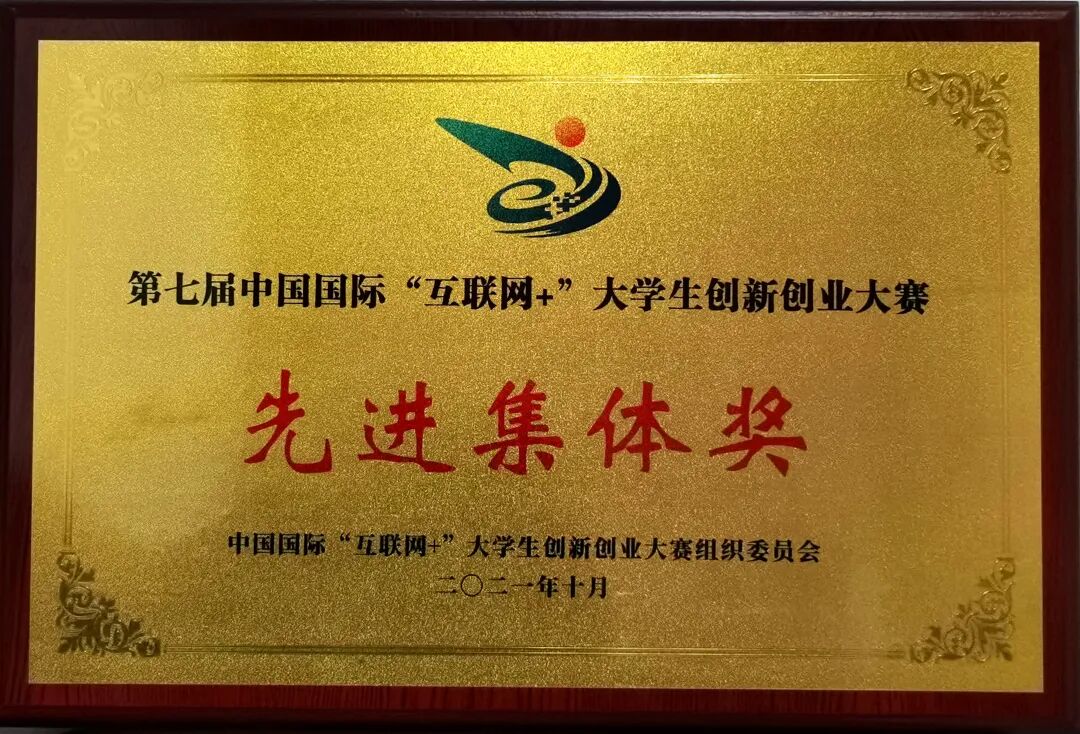 第七届中国国际“互联网+”大学生创新创业大赛
先进集体奖
中国国际“互联网+”大学生创新创业大赛组织委员会
二〇二一年十月